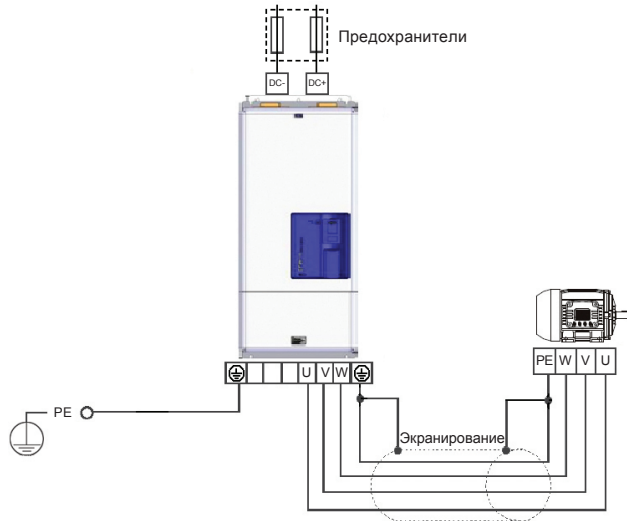 Предохранители
DC- DC+
U V W
PE W V U
PE
Экранирование